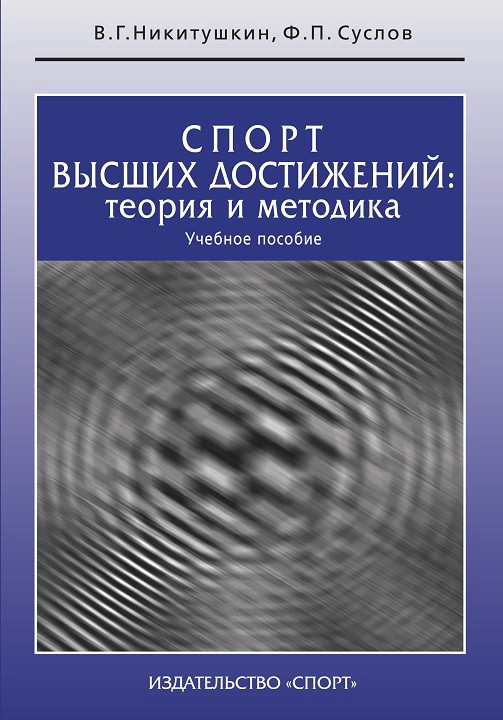 В.Г.Никитушкин, Ф.П. Суслов
СПОРТ
ВЫСШИХ ДОСТИЖЕНИЙ:
теория и методика
Учебное пособие
ИЗДАТЕЛЬСТВО «СПОРТ»